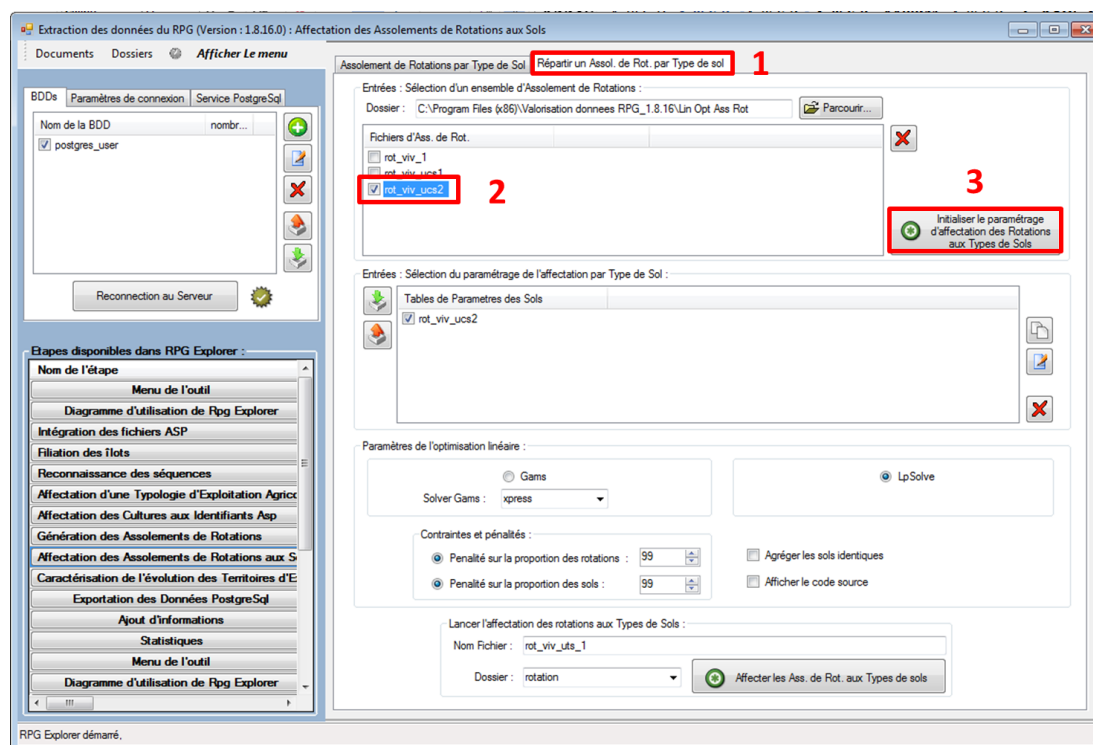 Extraction des données du RPG (Version : 1.8.16.0) : Affectation des Assolements de Rotations aux Sols
Documents Dossiers Afficher Le menu
BDDs Paramètres de connexion Service PostgreSql
Nom de la BDD nombr...
postgres_user
Reconnection au Serveur
Etapes disponibles dans RPG Explorer :
Nom de l'étape
Menu de l'outil
Diagramme d'utilisation de Rpg Explorer
Intégration des fichiers ASP
Filiation des îlots
Reconnaissance des séquences
Affectation d'une Typologie d'Exploitation Agricc
Affectation des Cultures aux Identifiants Asp
Génération des Assolements de Rotations
Affectation des Assolements de Rotations aux S
Caractérisation de l'évolution des Territoires d'E
Exportation des Données PostgreSql
Ajout d'informations
Statistiques
Menu de l'outil
Diagramme d'utilisation de Rpg Explorer
Assolement de Rotations par Type de Sol Répartir un Assol. de Rot. par Type de sol 1
Entrées : Sélection d'un ensemble d'Assolement de Rotations :
Dossier : C:\Program Files (x86)\Valorisation donnees RPG_1.8.16\Lin Opt Ass Rot Parcourir...
Fichiers d'Ass. de Rot.
rot_viv_1
rot_viv_ucs1
rot_viv_ucs2 2
3
Initialiser le paramétrage
d'affectation des Rotations
aux Types de Sols
Entrées : Sélection du paramétrage de l'affectation par Type de Sol :
Tables de Parametres des Sols
rot_viv_ucs2
Paramètres de l'optimisation linéaire :
Gams LpSolve
Solver Gams : xpress
Contraintes et pénalités :
Penalité sur la proportion des rotations : 99 Agréger les sols identiques
Penalité sur la proportion des sols : 99 Afficher le code source
Lancer l'affectation des rotations aux Types de Sols :
Nom Fichier : rot_viv_uts_1
Dossier : rotation Affecter les Ass. de Rot. aux Types de sols
RPG Explorer démarré,